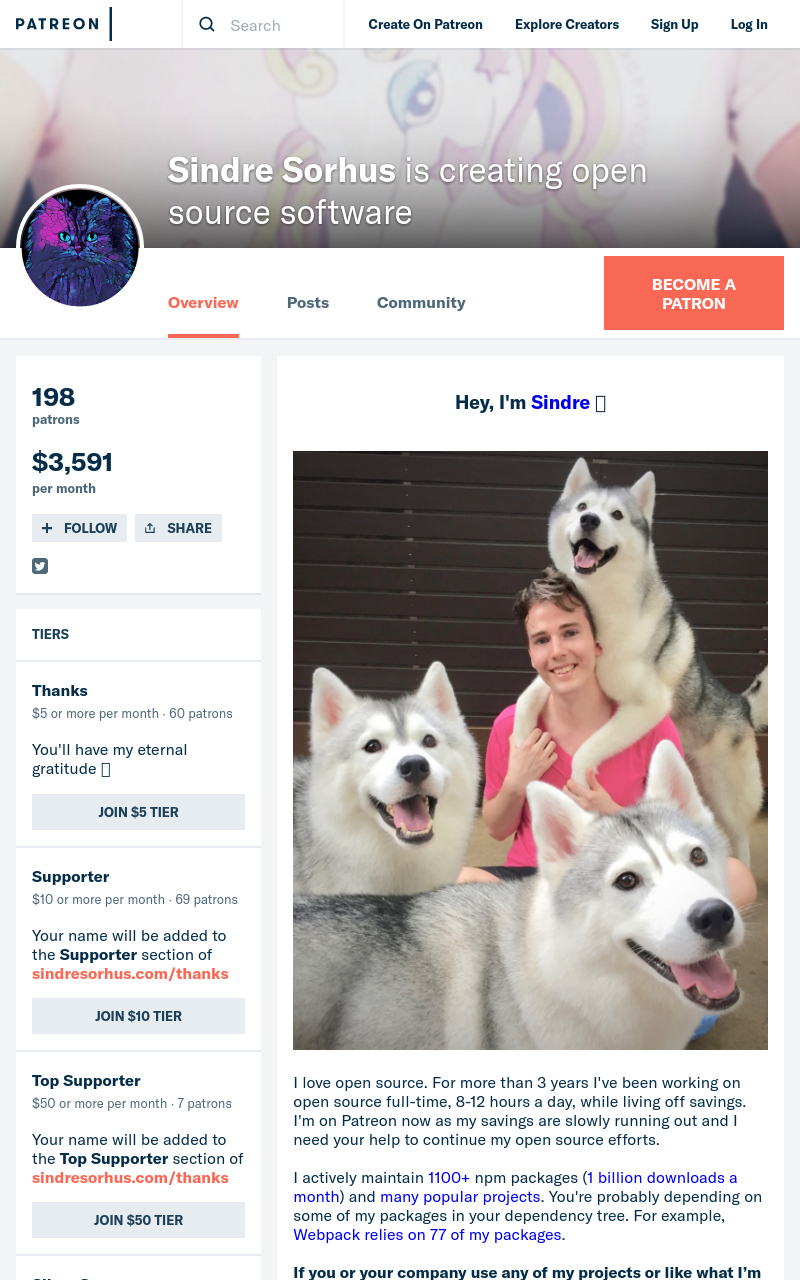 PATREON
Search
Create On Patreon
Explore Creators
Sign Up
Log In
Sindre Sorhus is creating open
source software
Overview
Posts
Community
BECOME A
PATRON
198
patrons
$3,591
per month
FOLLOW
SHARE
TIERS
Thanks
$5 or more per month · 60 patrons
You'll have my eternal
gratitude
JOIN $5 TIER
Supporter
$10 or more per month · 69 patrons
Your name will be added to
the Supporter section of
sindresorhus.com/thanks
JOIN $10 TIER
Top Supporter
$50 or more per month · 7 patrons
Your name will be added to
the Top Supporter section of
sindresorhus.com/thanks
JOIN $50 TIER
Hey, I'm Sindre
I love open source. For more than 3 years I've been working on
open source full-time, 8-12 hours a day, while living off savings.
I'm on Patreon now as my savings are slowly running out and I
need your help to continue my open source efforts.
I actively maintain 1100+ npm packages (1 billion downloads a
month) and many popular projects. You're probably depending on
some of my packages in your dependency tree. For example,
Webpack relies on 77 of my packages.
If you or your company use any of my projects or like what I’m